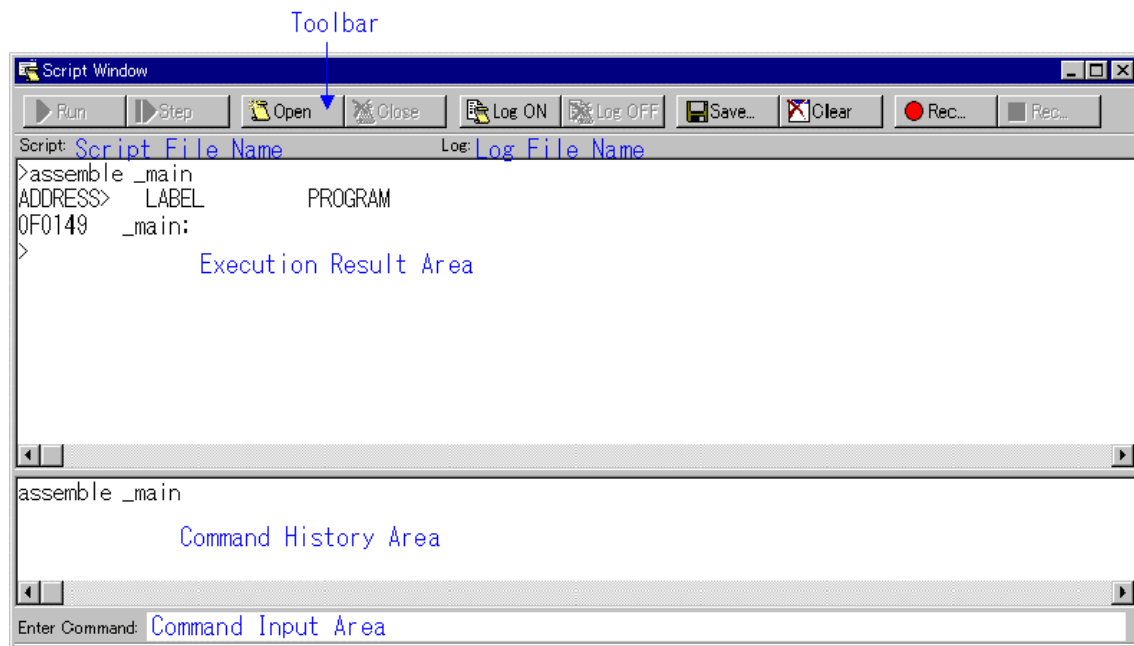 Toolbar
Script Window
Run Step Open Close Log ON Log OFF Save... Clear Rec... Rec...
Script: Script File Name Log: Log File Name
>assemble _main
ADDRESS> LABEL PROGRAM
0F0149 _main:
>
Execution Result Area
assemble _main
Command History Area
Enter Command: Command Input Area